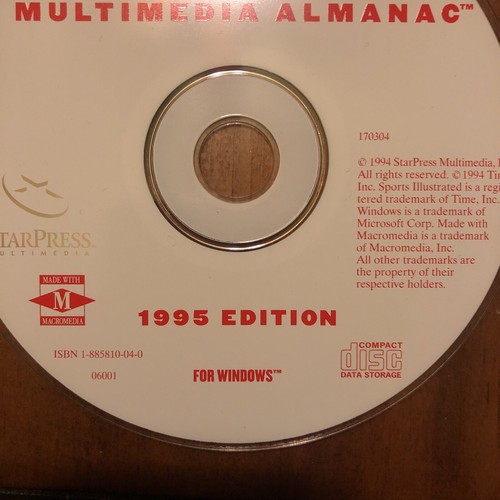 MULTIMEDIA ALMANAC™
170304
© 1994 StarPress Multimedia,
All rights reserved. © 1994
Inc. Sports Illustrated is a
tered trademark of Time, Inc.
Windows is a trademark of
Microsoft Corp. Made with
Macromedia is a trademark
of Macromedia, Inc.
All other trademarks are
the property of their
respective holders.
STARPRESS
MULTIMEDIA
MADE WITH
M
MACROMEDIA
1995 EDITION
ISBN 1-885810-04-0
06001
FOR WINDOWS™
COMPACT
disc
DATA STORAGE